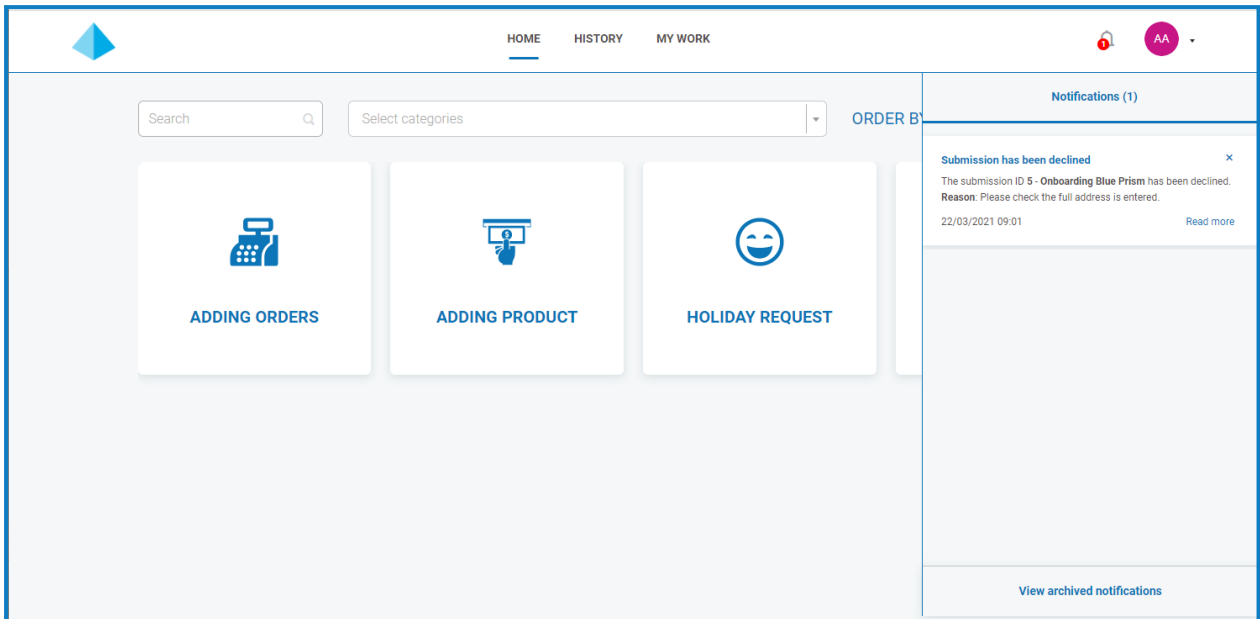 HOME HISTORY MY WORK
1
AA
Search
Select categories
ORDER BY
Notifications (1)
Submission has been declined
×
The submission ID 5 - Onboarding Blue Prism has been declined.
Reason: Please check the full address is entered.
22/03/2021 09:01
Read more
ADDING ORDERS
ADDING PRODUCT
HOLIDAY REQUEST
View archived notifications